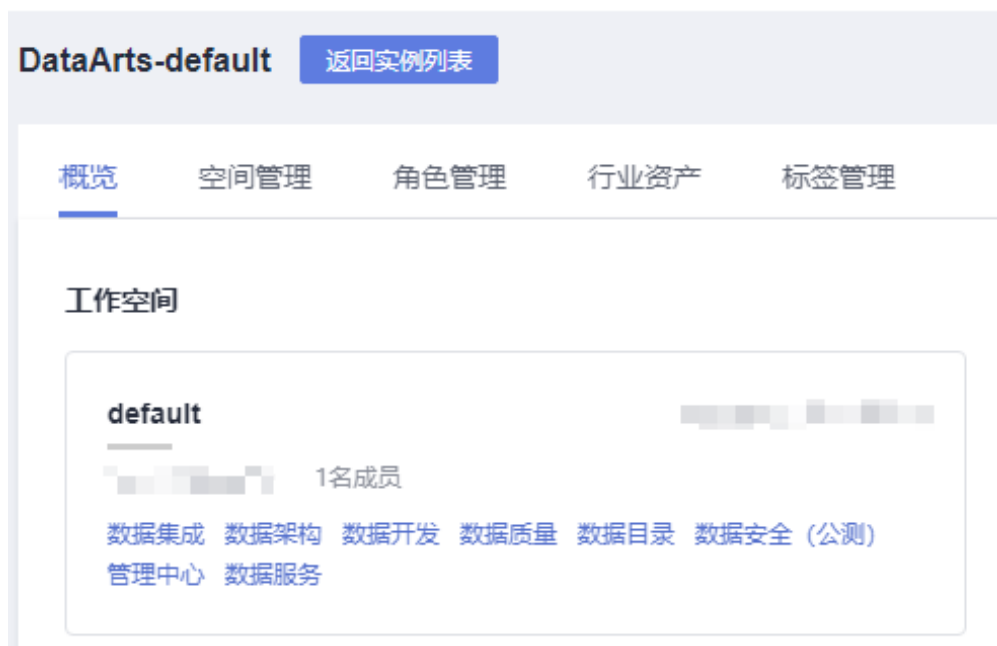 DataArts-default 返回实例列表
概览 空间管理 角色管理 行业资产 标签管理
工作空间
default
1名成员
数据集成 数据架构 数据开发 数据质量 数据目录 数据安全（公测）
管理中心 数据服务